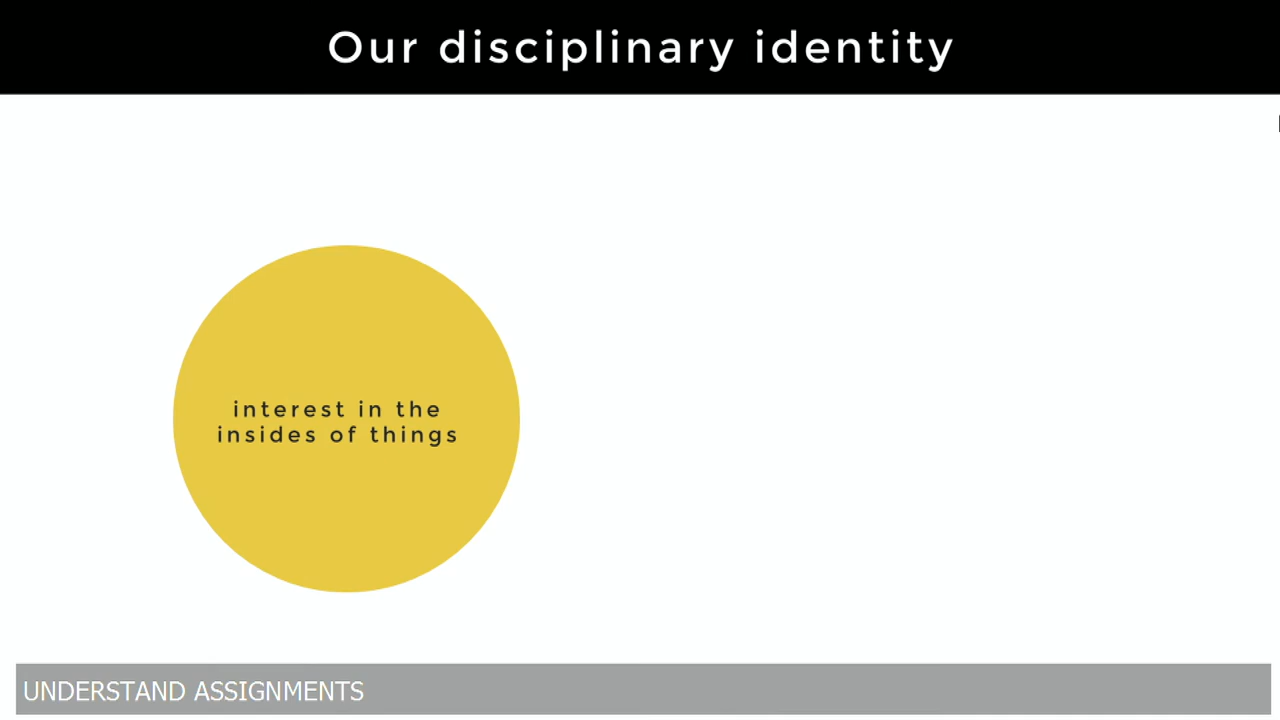 Our disciplinary identity
interest in the
insides of things
UNDERSTAND ASSIGNMENTS